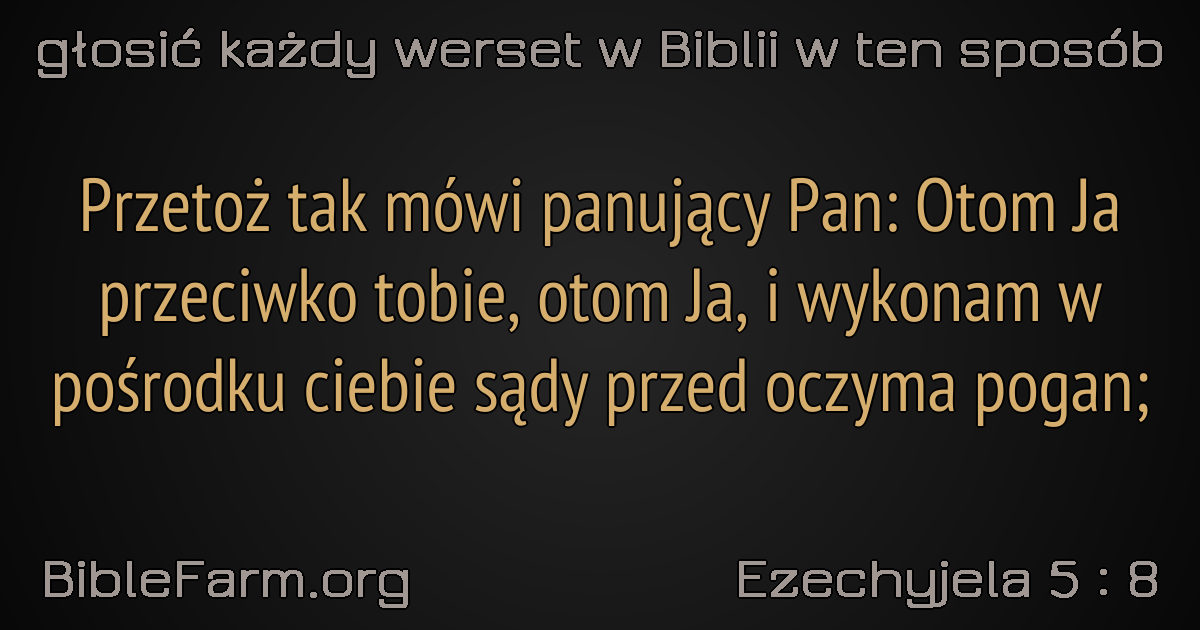 głosić każdy werset w Biblii w ten sposób
Przetoż tak mówi panujący Pan: Otom Ja
przeciwko tobie, otom Ja, i wykonam w
pośrodku ciebie sądy przed oczyma pogan;
BibleFarm.org
Ezechyjela 5 : 8